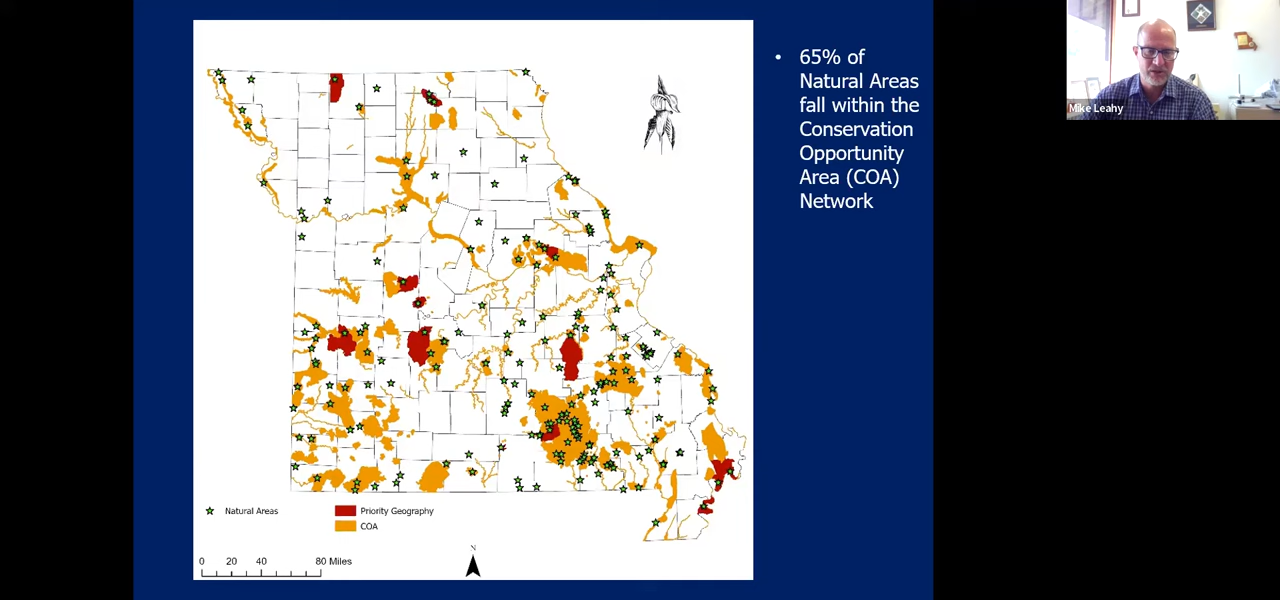 • 65% of
Natural Areas
fall within the
Conservation
Opportunity
Area (COA)
Network
Mike Leahy
Natural Areas
Priority Geography
COA
0 20 40 80 Miles
N